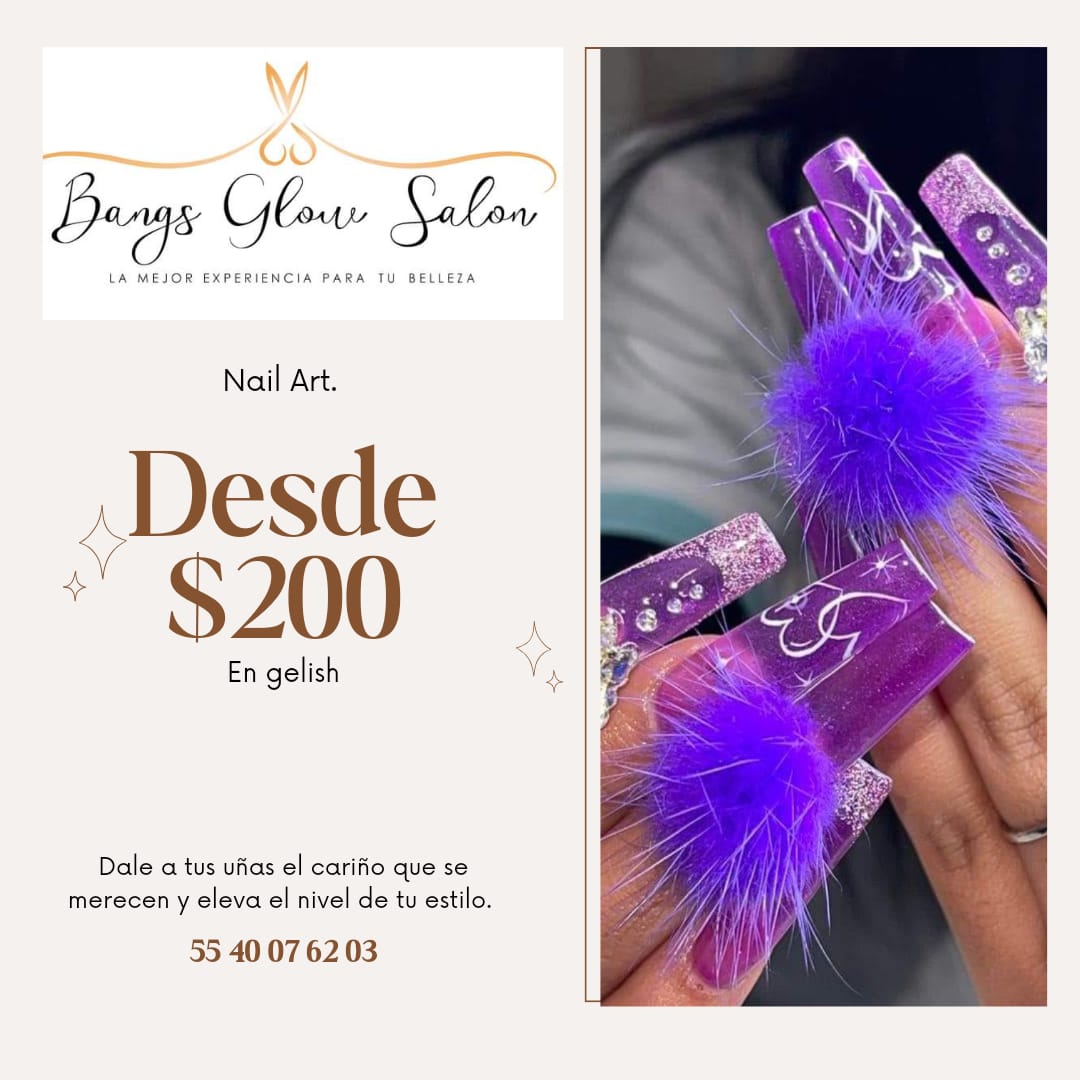 Bangs Glow Salon
LA MEJOR EXPERIENCIA PARA TU BELLEZA
Nail Art.
Desde
$200
En gelish
Dale a tus uñas el cariño que se
merecen y eleva el nivel de tu estilo.
55 40 07 62 03